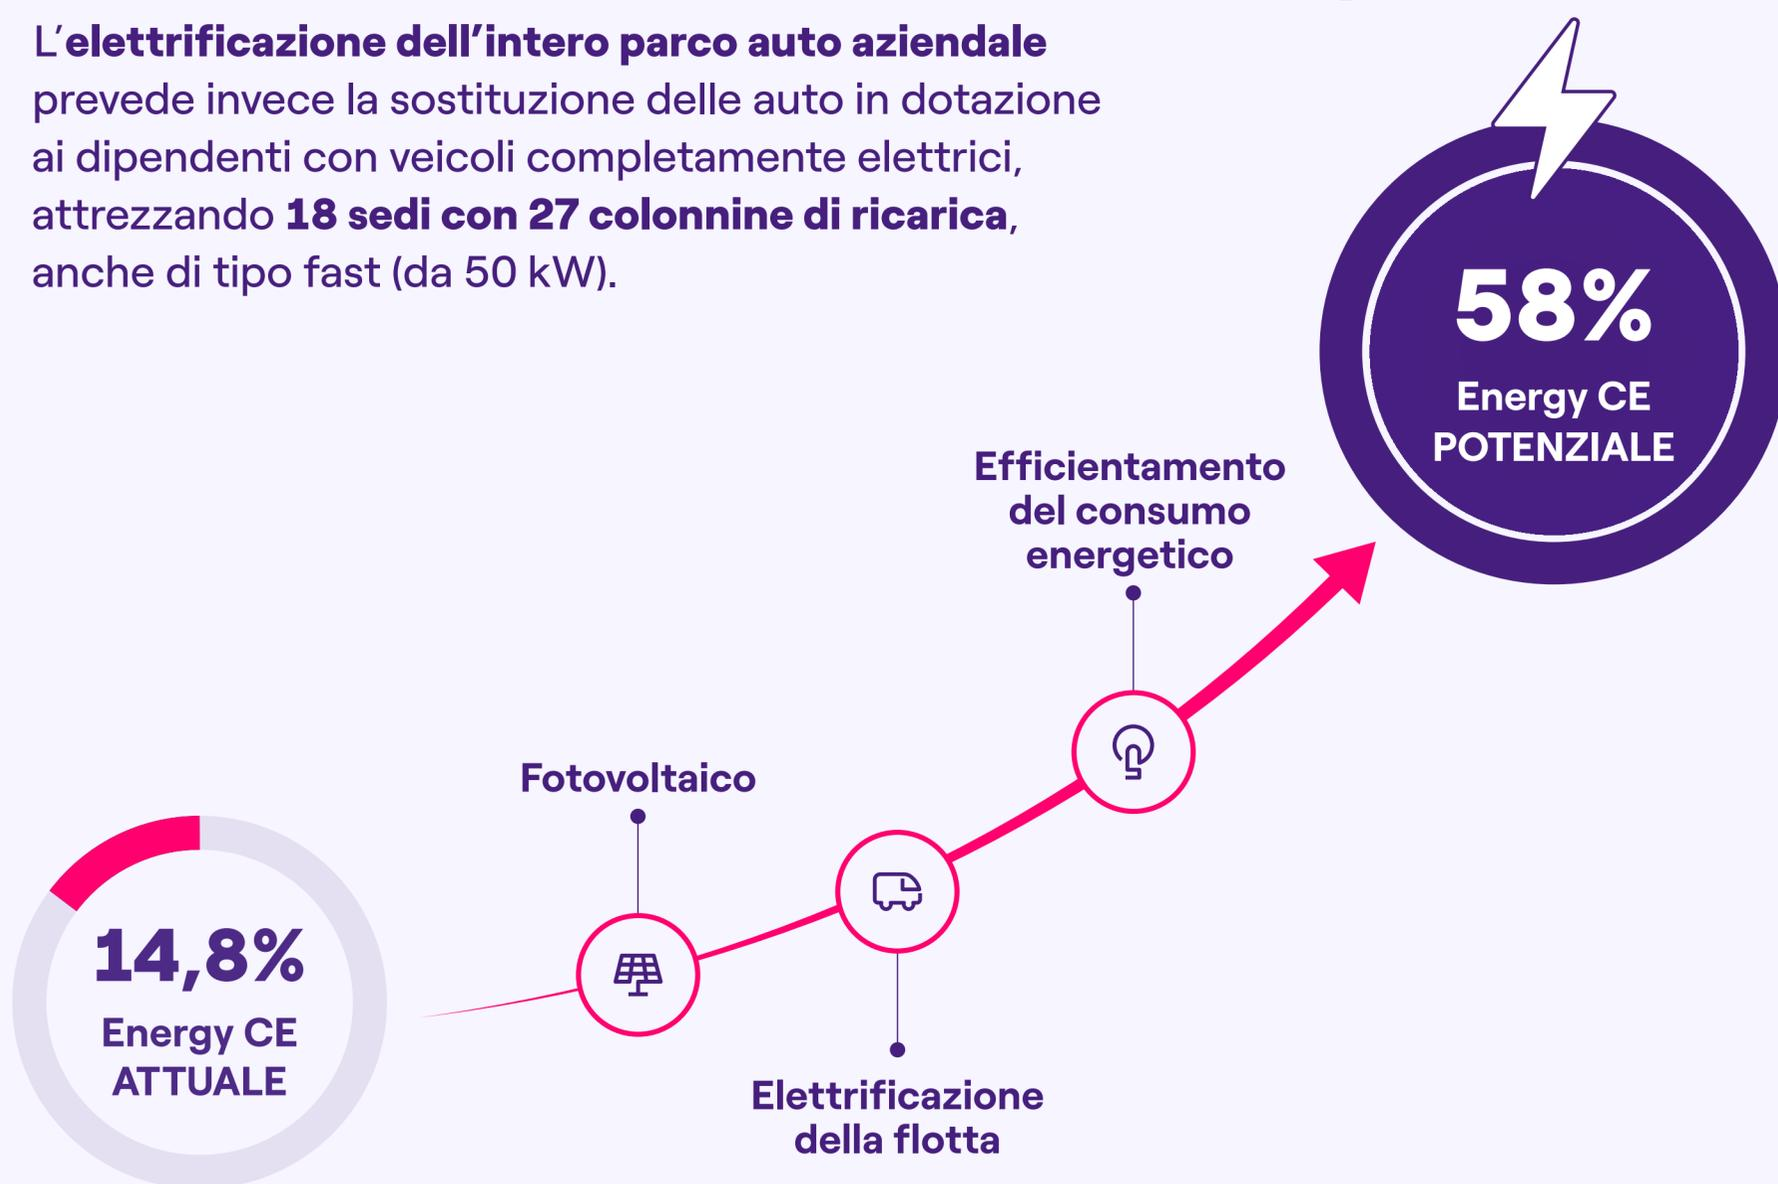 L’elettrificazione dell’intero parco auto aziendale
prevede invece la sostituzione delle auto in dotazione
ai dipendenti con veicoli completamente elettrici,
attrezzando 18 sedi con 27 colonnine di ricarica,
anche di tipo fast (da 50 kW).
58%
Energy CE
POTENZIALE
Efficientamento
del consumo
energetico
Fotovoltaico
14,8%
Energy CE
ATTUALE
Elettrificazione
della flotta